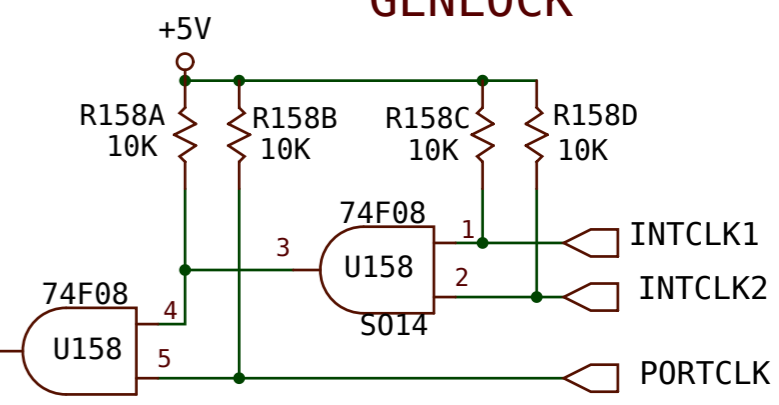 GENLOCK
+5V
R158A
10K
R158B
10K
R158C
10K
R158D
10K
74F08
3
U158
1
2
SO14
INTCLK1
INTCLK2
74F08
4
U158
5
PORTCLK